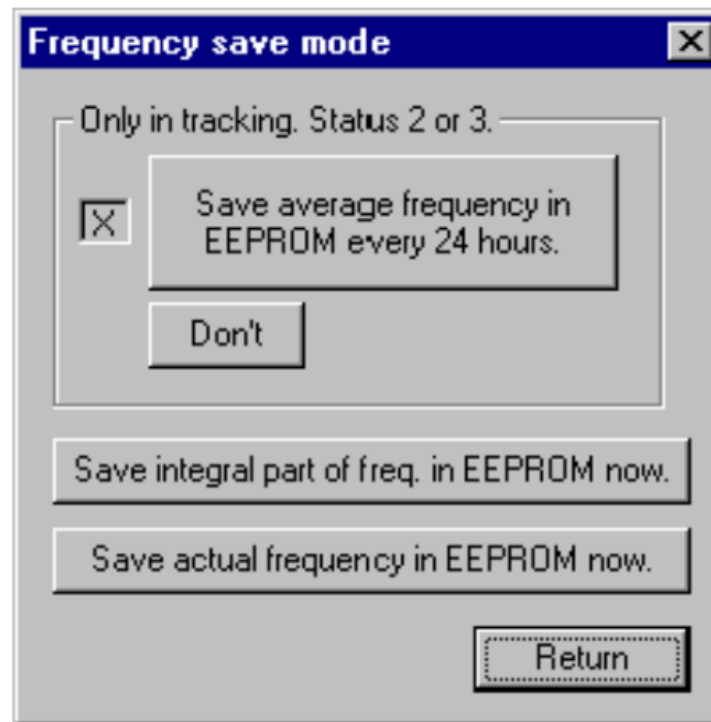 Frequency save mode
Only in tracking. Status 2 or 3.
X
Save average frequency in
EEPROM every 24 hours.
Don't
Save integral part of freq. in EEPROM now.
Save actual frequency in EEPROM now.
Return